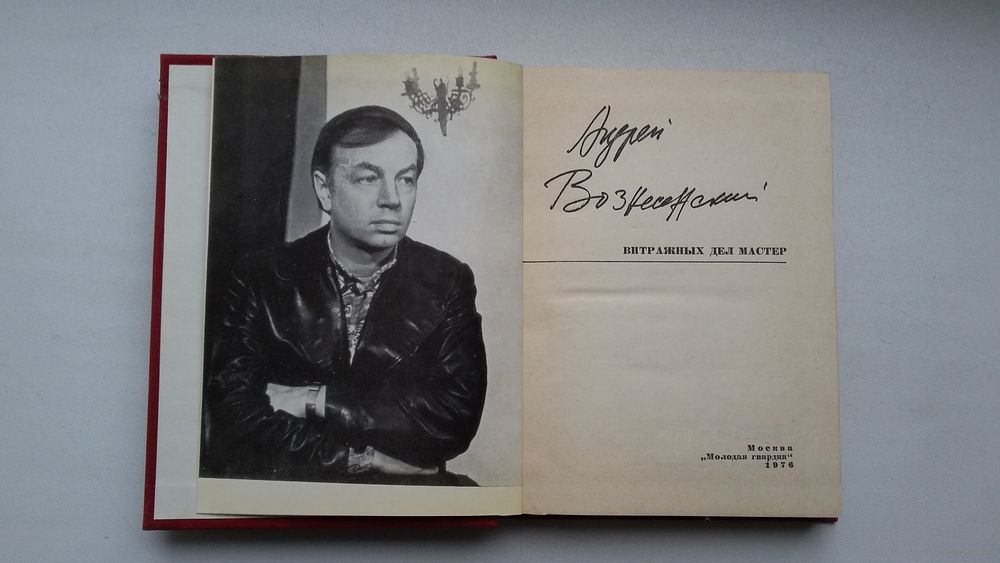 Андрей
Вознесенский
ВИТРАЖНЫХ ДЕЛ МАСТЕР
Москва
„Молодая гвардия“
1976